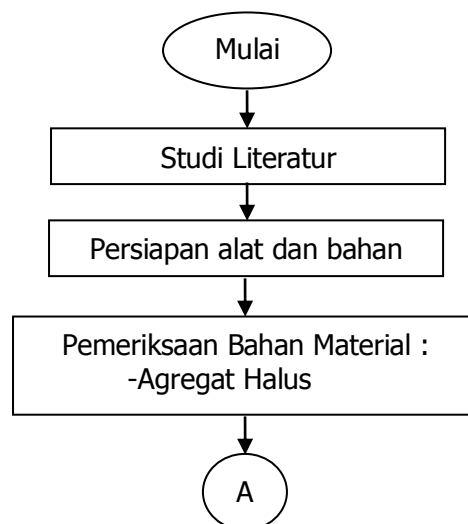 Mulai
Studi Literatur
Persiapan alat dan bahan
Pemeriksaan Bahan Material :
-Agregat Halus
A